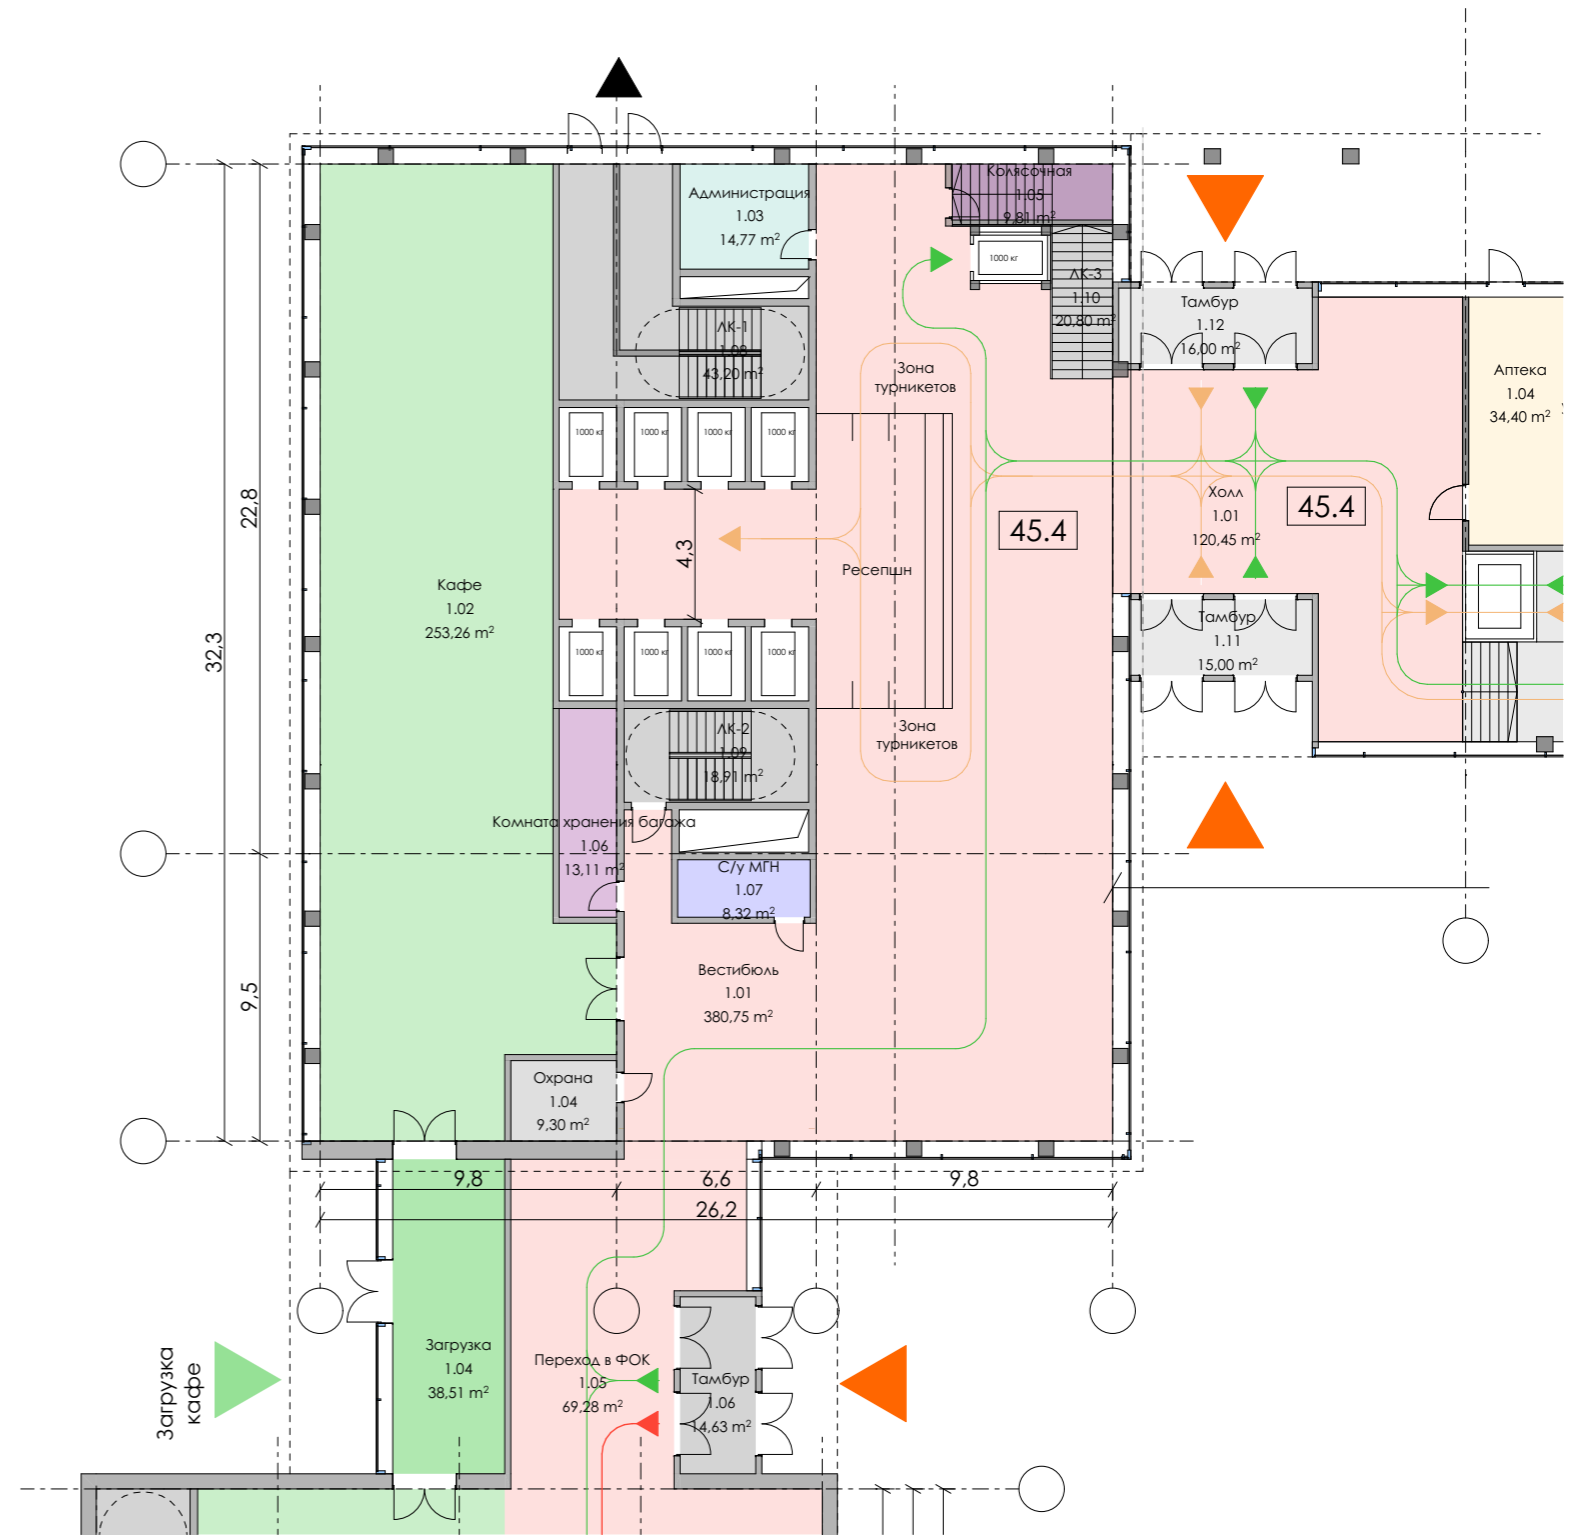 Колясочная
1.05
9,81 m²
Администрация
1.03
14,77 m²
1000 кг
ЛК-3
1.10
20,80 m²
Тамбур
1.12
16,00 m²
ЛК-1
1.08
43,20 m²
Зона
турникетов
Аптека
1.04
34,40 m²
1000 кг
1000 кг
1000 кг
1000 кг
22,8
45.4
Холл
1.01
120,45 m²
45.4
4,3
Ресепшн
Кафе
1.02
253,26 m²
32,3
Тамбур
1.11
15,00 m²
1000 кг
1000 кг
1000 кг
1000 кг
ЛК-2
1.09
18,91 m²
Зона
турникетов
Комната хранения багажа
1.06
13,11 m²
С/у МГН
1.07
8,32 m²
9,5
Вестибюль
1.01
380,75 m²
Охрана
1.04
9,30 m²
9,8
6,6
9,8
26,2
Загрузка
кафе
Загрузка
1.04
38,51 m²
Переход в ФОК
1.05
69,28 m²
Тамбур
1.06
14,63 m²